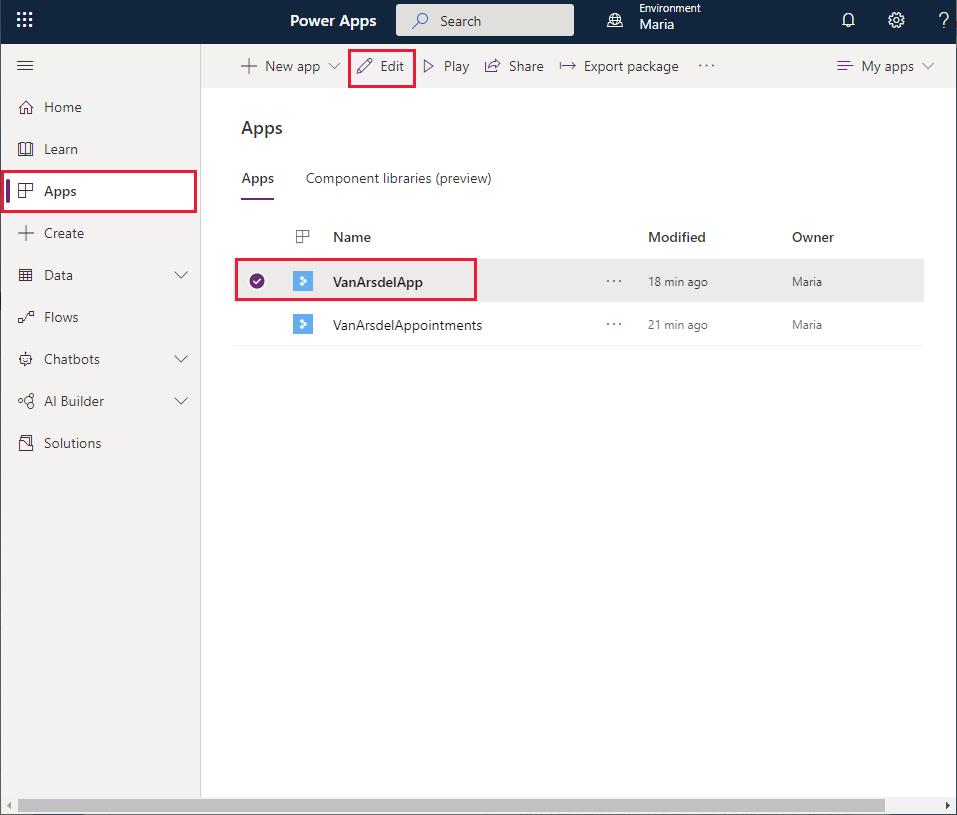 Power Apps
Search
Environment
Maria
?
New app
Edit
Play
Share
Export package
...
My apps
Home
Learn
Apps
Create
Data
Flows
Chatbots
AI Builder
Solutions
Apps
Apps Component libraries (preview)
Name Modified Owner
VanArsdelApp ... 18 min ago Maria
VanArsdelAppointments ... 21 min ago Maria